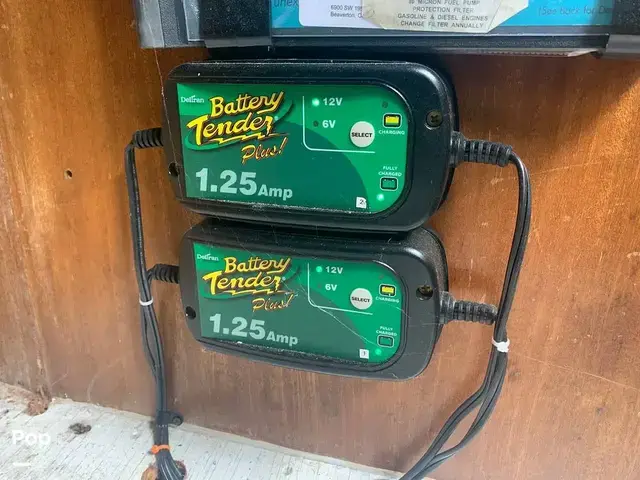 6900 SW 
Beaverton,
MICRON FUEL PUMP
PROTECTION FILTER
GASOLINE & DIESEL ENGINES
CHANGE FILTER ANNUALLY
Deltran
Battery
Tender
Plus!
1.25 Amp
12V
6V
SELECT
CHARGING
FULLY
CHARGED
2
Deltran
Battery
Tender
Plus!
1.25 Amp
12V
6V
SELECT
CHARGING
FULLY
CHARGED
1
Pop